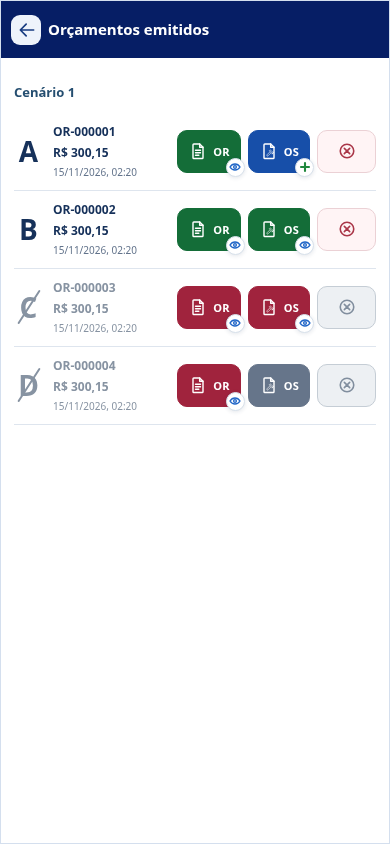 Orçamentos emitidos
Cenário 1
A
OR-000001
R$ 300,15
15/11/2026, 02:20
OR
OS
B
OR-000002
R$ 300,15
15/11/2026, 02:20
OR
OS
C
OR-000003
R$ 300,15
15/11/2026, 02:20
OR
OS
D
OR-000004
R$ 300,15
15/11/2026, 02:20
OR
OS